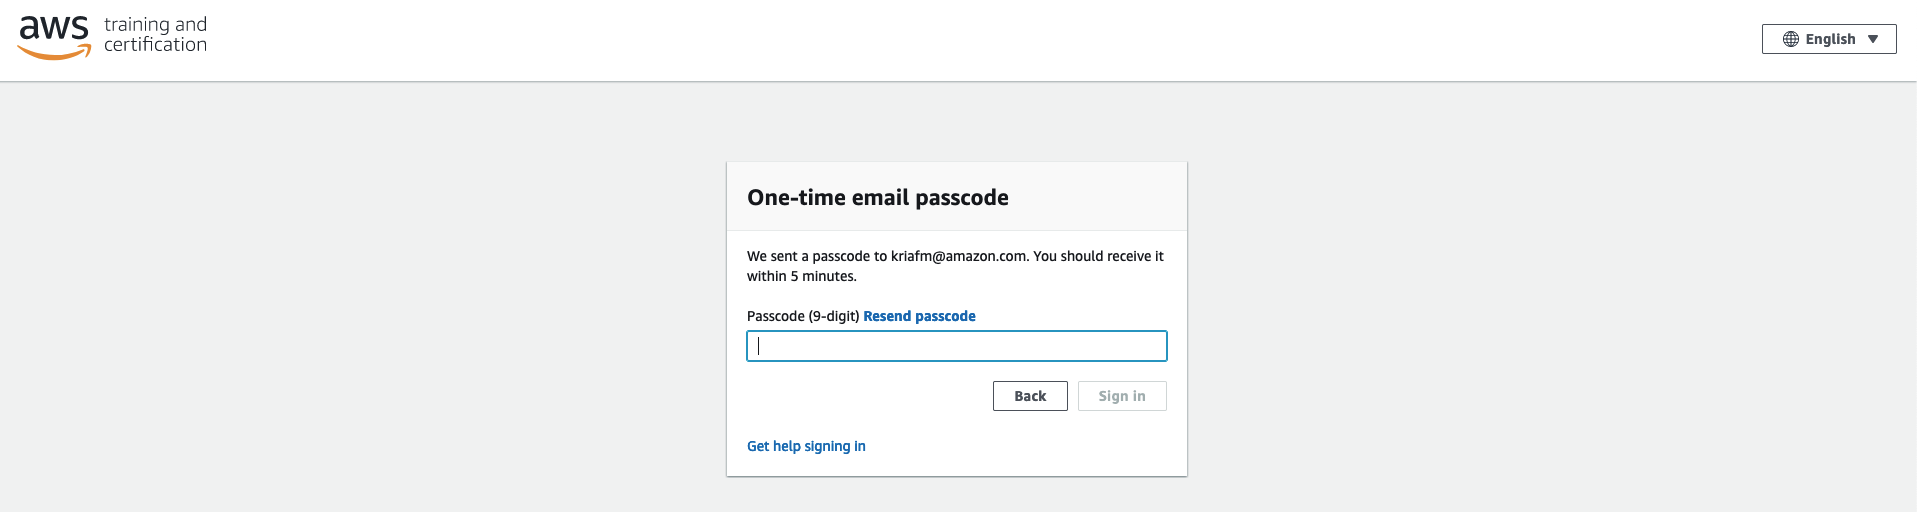 aws training and
certification
English
One-time email passcode
We sent a passcode to kriafm@amazon.com. You should receive it
within 5 minutes.
Passcode (9-digit) Resend passcode
Back Sign in
Get help signing in